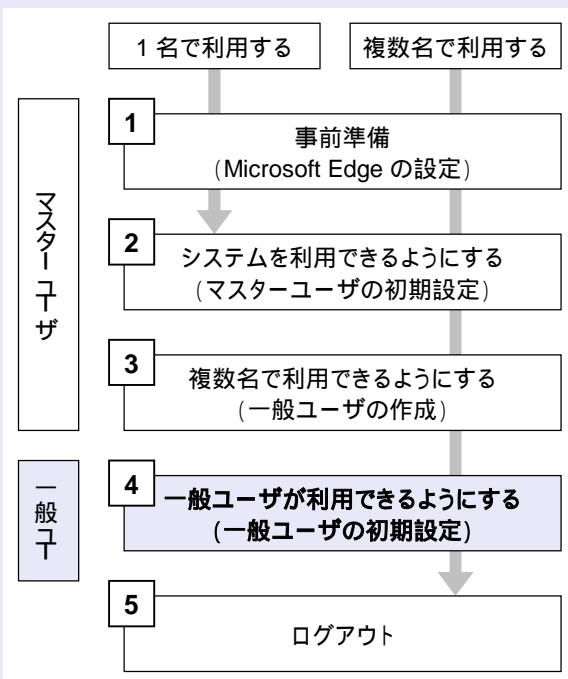 1 名で利用する
複数名で利用する
マスターユーザ
1
事前準備
(Microsoft Edge の設定)
2
システムを利用できるようにする
(マスターユーザの初期設定)
3
複数名で利用できるようにする
(一般ユーザの作成)
一般ユ
4
一般ユーザが利用できるようにする
(一般ユーザの初期設定)
5
ログアウト